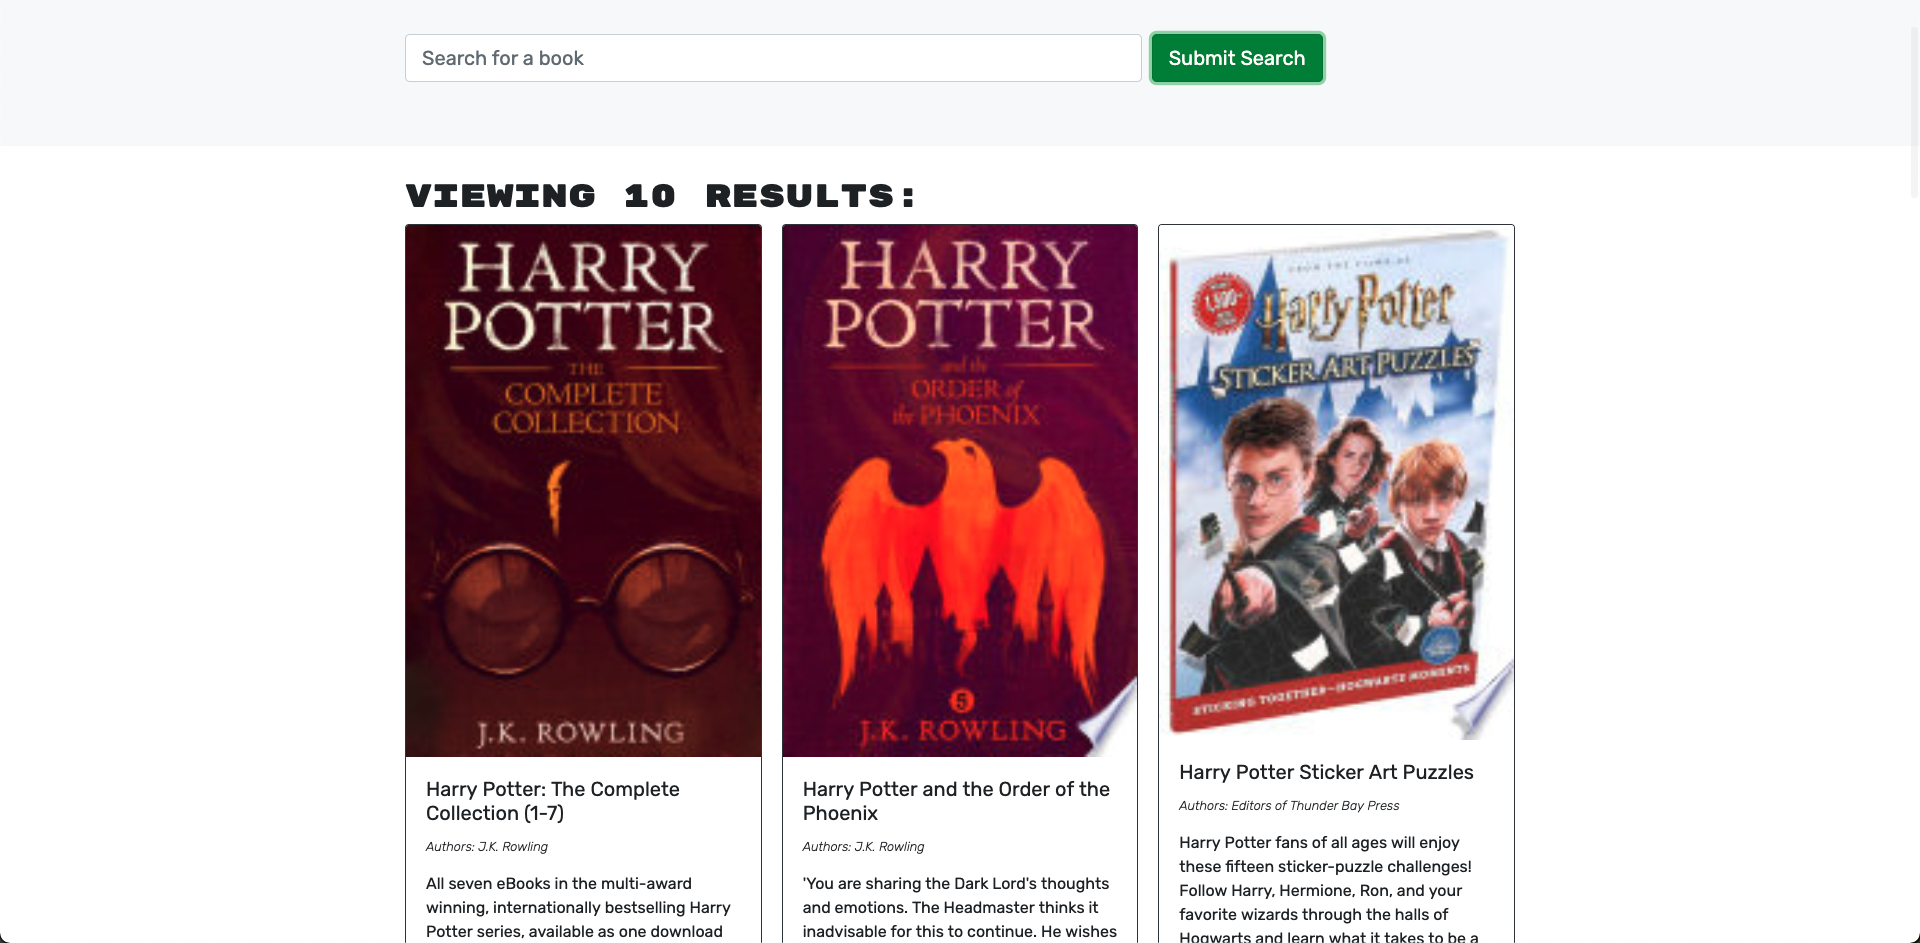 Search for a book
Submit Search
VIEWING 10 RESULTS:
HARRY
POTTER
THE
COMPLETE
COLLECTION
J.K. ROWLING
Harry Potter: The Complete
Collection (1-7)
Authors: J.K. Rowling
All seven eBooks in the multi-award
winning, internationally bestselling Harry
Potter series, available as one download
HARRY
POTTER
and the
ORDER of
the PHOENIX
5
J.K. ROWLING
Harry Potter and the Order of the
Phoenix
Authors: J.K. Rowling
'You are sharing the Dark Lord's thoughts
and emotions. The Headmaster thinks it
inadvisable for this to continue. He wishes
FROM THE FILMS OF
Harry Potter
STICKER ART PUZZLES
STICKING TOGETHER—HOGWARTS MOMENTS
Harry Potter Sticker Art Puzzles
Authors: Editors of Thunder Bay Press
Harry Potter fans of all ages will enjoy
these fifteen sticker-puzzle challenges!
Follow Harry, Hermione, Ron, and your
favorite wizards through the halls of
Hogwarts and learn what it takes to be a